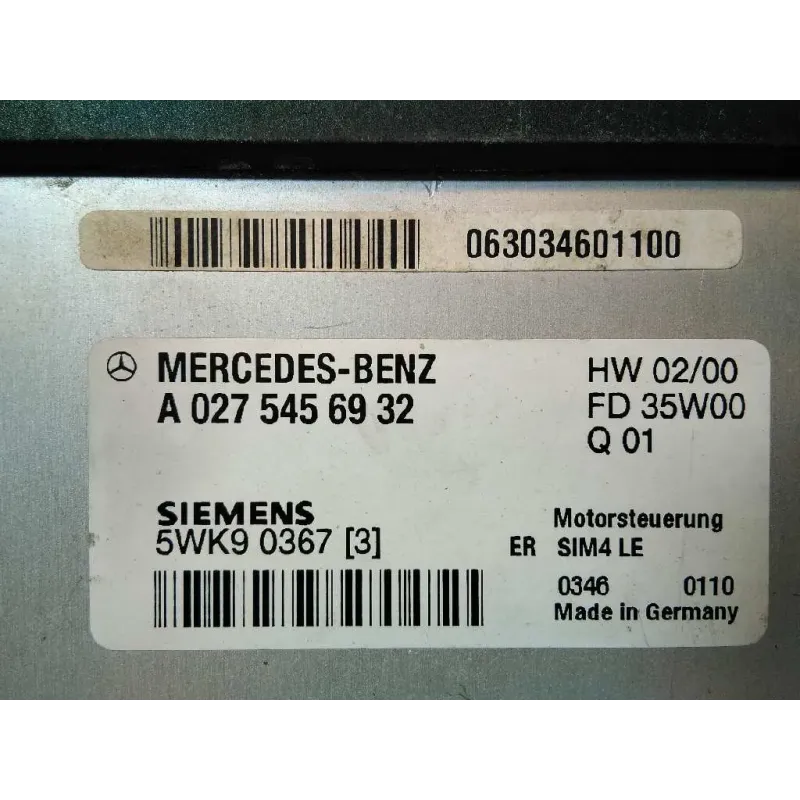 063034601100
MERCEDES-BENZ HW 02/00
A 027 545 69 32 FD 35W00
Q 01
SIEMENS Motorsteuerung
5WK9 0367 [3] ER SIM4 LE
0346 0110
Made in Germany